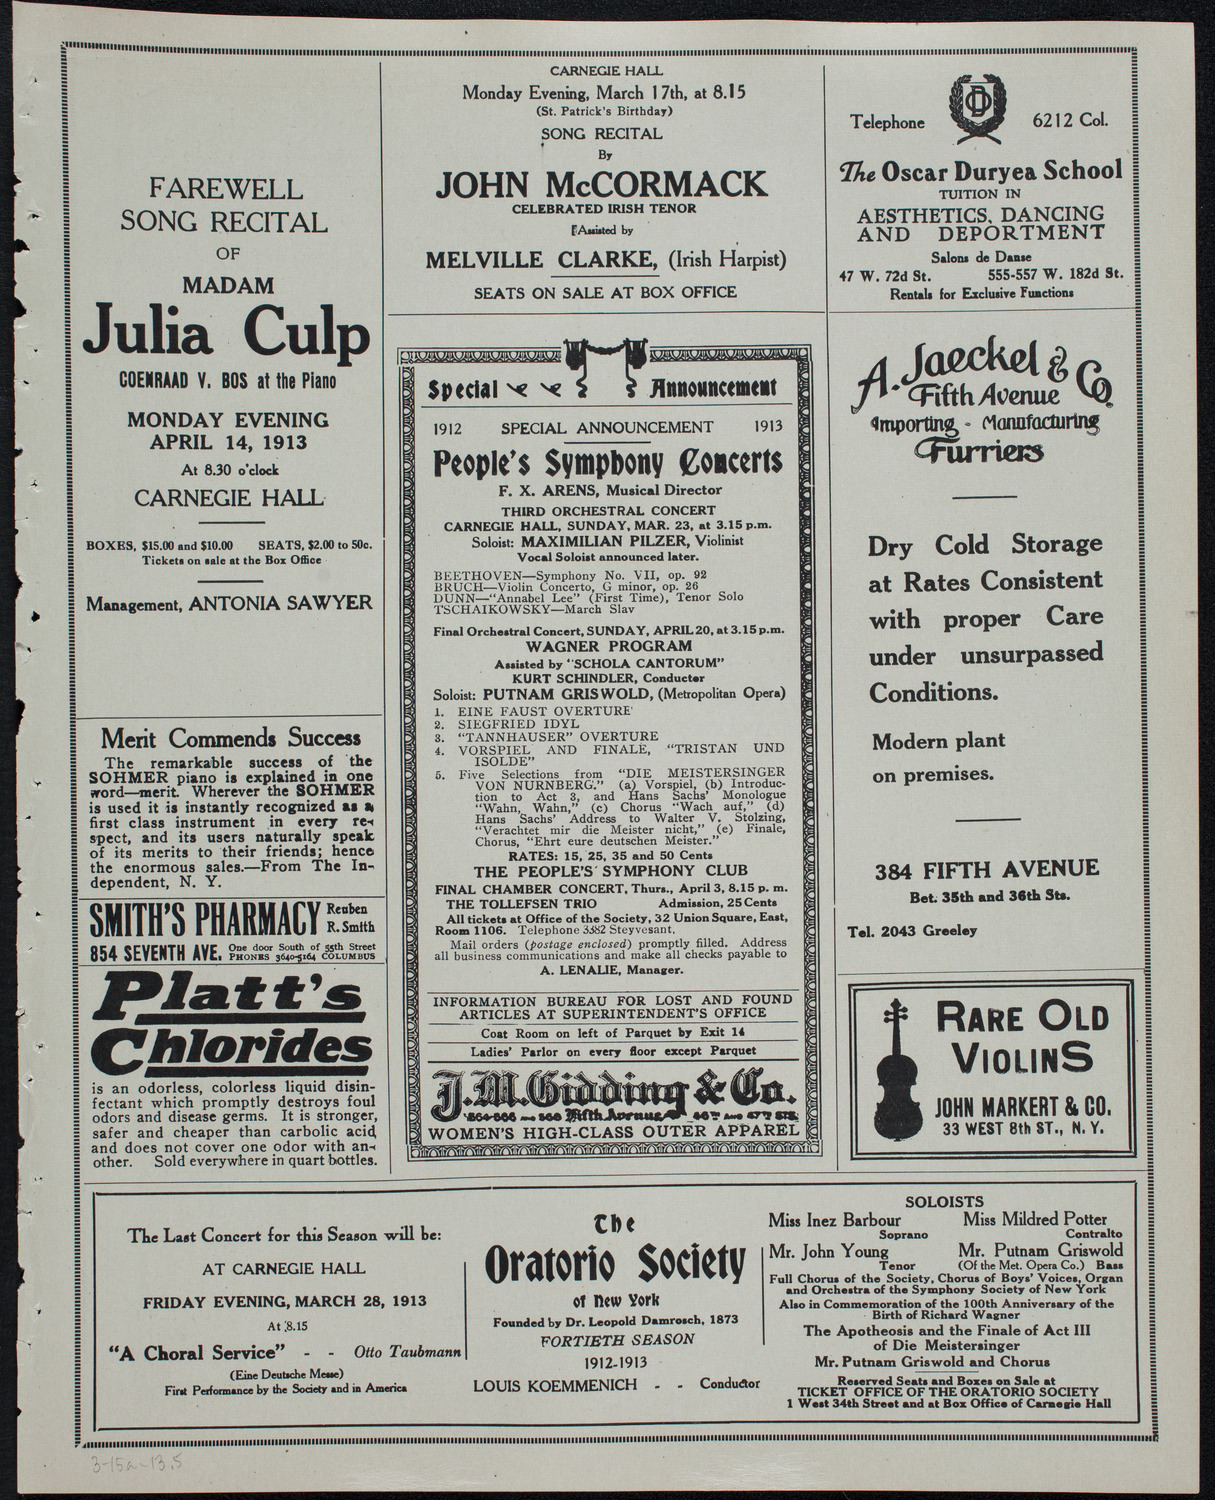 FAREWELL
SONG RECITAL
OF
MADAM
Julia Culp
COENRAAD V. BOS at the Piano
MONDAY EVENING
APRIL 14, 1913
At 8.30 o'clock
CARNEGIE HALL
BOXES, $15.00 and $10.00 SEATS, $2.00 to 50c.
Tickets on sale at the Box Office
Management, ANTONIA SAWYER
Merit Commends Success
The remarkable success of the
SOHMER piano is explained in one
word—merit. Wherever the SOHMER
is used it is instantly recognized as a
first class instrument in every re-
spect, and its users naturally speak
of its merits to their friends; hence
the enormous sales.—From The In-
dependent, N. Y.
SMITH'S PHARMACY Reuben
R. Smith
854 SEVENTH AVE. One door South of 55th Street
PHONES 3640-5164 COLUMBUS
Platt's
Chlorides
is an odorless, colorless liquid disin-
fectant which promptly destroys foul
odors and disease germs. It is stronger,
safer and cheaper than carbolic acid
and does not cover one odor with an-
other. Sold everywhere in quart bottles.
CARNEGIE HALL
Monday Evening, March 17th, at 8.15
(St. Patrick's Birthday)
SONG RECITAL
By
JOHN McCORMACK
CELEBRATED IRISH TENOR
Assisted by
MELVILLE CLARKE, (Irish Harpist)
SEATS ON SALE AT BOX OFFICE
Special Announcement
1912 SPECIAL ANNOUNCEMENT 1913
People's Symphony Concerts
F. X. ARENS, Musical Director
THIRD ORCHESTRAL CONCERT
CARNEGIE HALL, SUNDAY, MAR. 23, at 3.15 p.m.
Soloist: MAXIMILIAN PILZER, Violinist
Vocal Soloist announced later.
BEETHOVEN—Symphony No. VII, op. 92
BRUCH—Violin Concerto, G minor, op. 26
DUNN—"Annabel Lee" (First Time), Tenor Solo
TSCHAIKOWSKY—March Slav
Final Orchestral Concert, SUNDAY, APRIL 20, at 3.15 p.m.
WAGNER PROGRAM
Assisted by "SCHOLA CANTORUM"
KURT SCHINDLER, Conductor
Soloist: PUTNAM GRISWOLD, (Metropolitan Opera)
1. EINE FAUST OVERTURE
2. SIEGFRIED IDYL
3. "TANNHAUSER" OVERTURE
4. VORSPIEL AND FINALE, "TRISTAN UND
ISOLDE"
5. Five Selections from "DIE MEISTERSINGER
VON NURNBERG." (a) Vorspiel, (b) Introduc-
tion to Act 3, and Hans Sachs' Monologue
"Wahn, Wahn," (c) Chorus "Wach auf," (d)
Hans Sachs' Address to Walter V. Stolzing,
"Verachtet mir die Meister nicht," (e) Finale,
Chorus, "Ehrt eure deutschen Meister."
RATES: 15, 25, 35 and 50 Cents
THE PEOPLE'S SYMPHONY CLUB
FINAL CHAMBER CONCERT, Thurs., April 3, 8.15 p. m.
THE TOLLEFSEN TRIO Admission, 25 Cents
All tickets at Office of the Society, 32 Union Square, East,
Room 1106. Telephone 3382 Steyvesant.
Mail orders (postage enclosed) promptly filled. Address
all business communications and make all checks payable to
A. LENALIE, Manager.
INFORMATION BUREAU FOR LOST AND FOUND
ARTICLES AT SUPERINTENDENT'S OFFICE
Coat Room on left of Parquet by Exit 14
Ladies' Parlor on every floor except Parquet
J. M. Gidding & Co.
564-566 AND 568 Fifth Avenue 46TH AND 47TH STS.
WOMEN'S HIGH-CLASS OUTER APPAREL
OD
Telephone 6212 Col.
The Oscar Duryea School
TUITION IN
AESTHETICS, DANCING
AND DEPORTMENT
Salons de Danse
47 W. 72d St. 555-557 W. 182d St.
Rentals for Exclusive Functions
A. Jaeckel & Co.
Fifth Avenue
Importing - Manufacturing
Furriers
Dry Cold Storage
at Rates Consistent
with proper Care
under unsurpassed
Conditions.
Modern plant
on premises.
384 FIFTH AVENUE
Bet. 35th and 36th Sts.
Tel. 2043 Greeley
RARE OLD
VIOLINS
JOHN MARKERT & CO.
33 WEST 8th ST., N. Y.
The Last Concert for this Season will be:
AT CARNEGIE HALL
FRIDAY EVENING, MARCH 28, 1913
At 8.15
"A Choral Service" - - Otto Taubmann
(Eine Deutsche Messe)
First Performance by the Society and in America
The
Oratorio Society
of New York
Founded by Dr. Leopold Damrosch, 1873
FORTIETH SEASON
1912-1913
LOUIS KOEMMENICH - - Conductor
SOLOISTS
Miss Inez Barbour Miss Mildred Potter
Soprano Contralto
Mr. John Young Mr. Putnam Griswold
Tenor (Of the Met. Opera Co.) Bass
Full Chorus of the Society, Chorus of Boys' Voices, Organ
and Orchestra of the Symphony Society of New York
Also in Commemoration of the 100th Anniversary of the
Birth of Richard Wagner
The Apotheosis and the Finale of Act III
of Die Meistersinger
Mr. Putnam Griswold and Chorus
Reserved Seats and Boxes on Sale at
TICKET OFFICE OF THE ORATORIO SOCIETY
1 West 34th Street and at Box Office of Carnegie Hall
3-15a-13.5